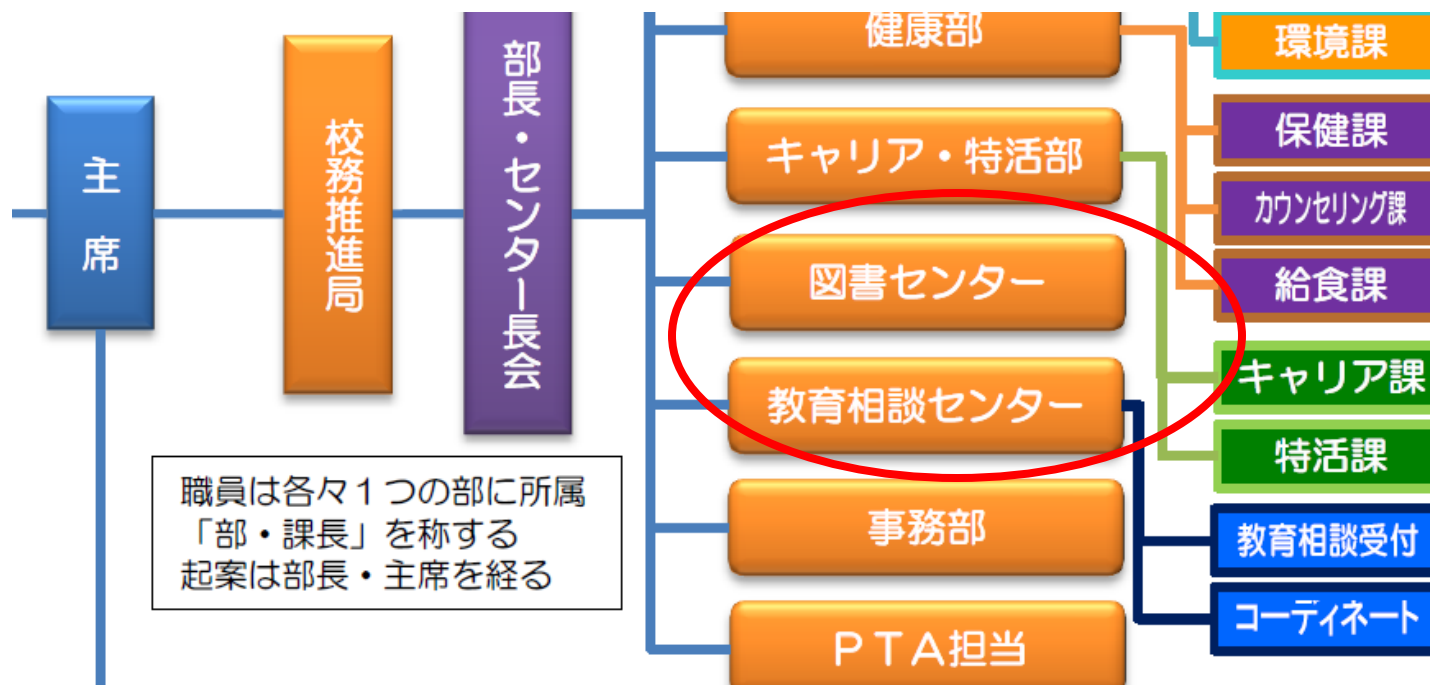 主席
校務推進局
部長・センター長会
職員は各々１つの部に所属
「部・課長」を称する
起案は部長・主席を経る
健康部
キャリア・特活部
図書センター
教育相談センター
事務部
ＰＴＡ担当
環境課
保健課
カウンセリング課
給食課
キャリア課
特活課
教育相談受付
コーディネート